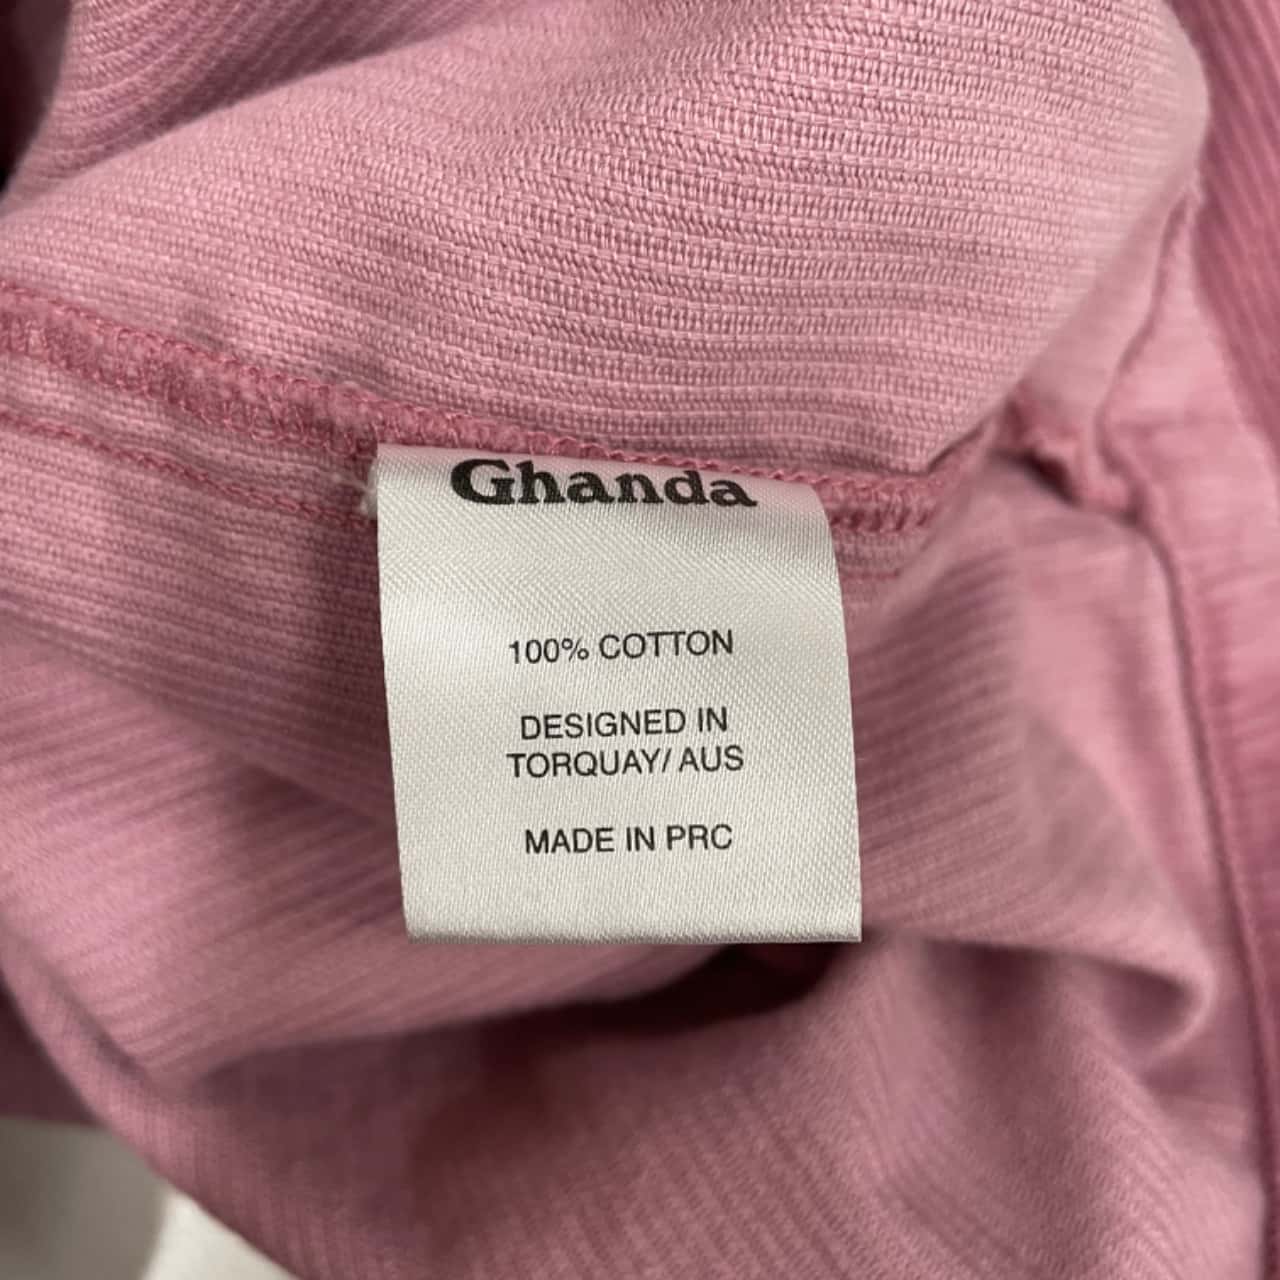 Ghanda
100% COTTON
DESIGNED IN
TORQUAY/ AUS
MADE IN PRC